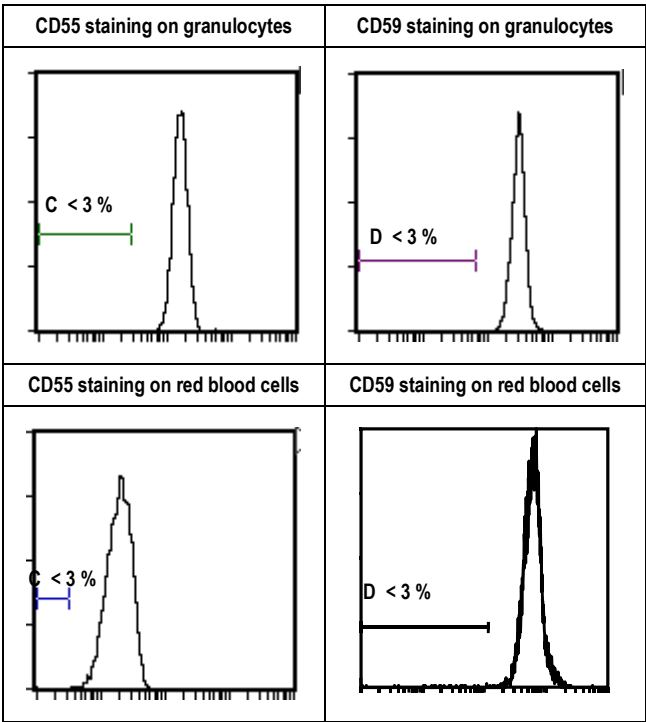 CD55 staining on granulocytes
CD59 staining on granulocytes
C < 3 %
D < 3 %
CD55 staining on red blood cells
CD59 staining on red blood cells
C < 3 %
D < 3 %